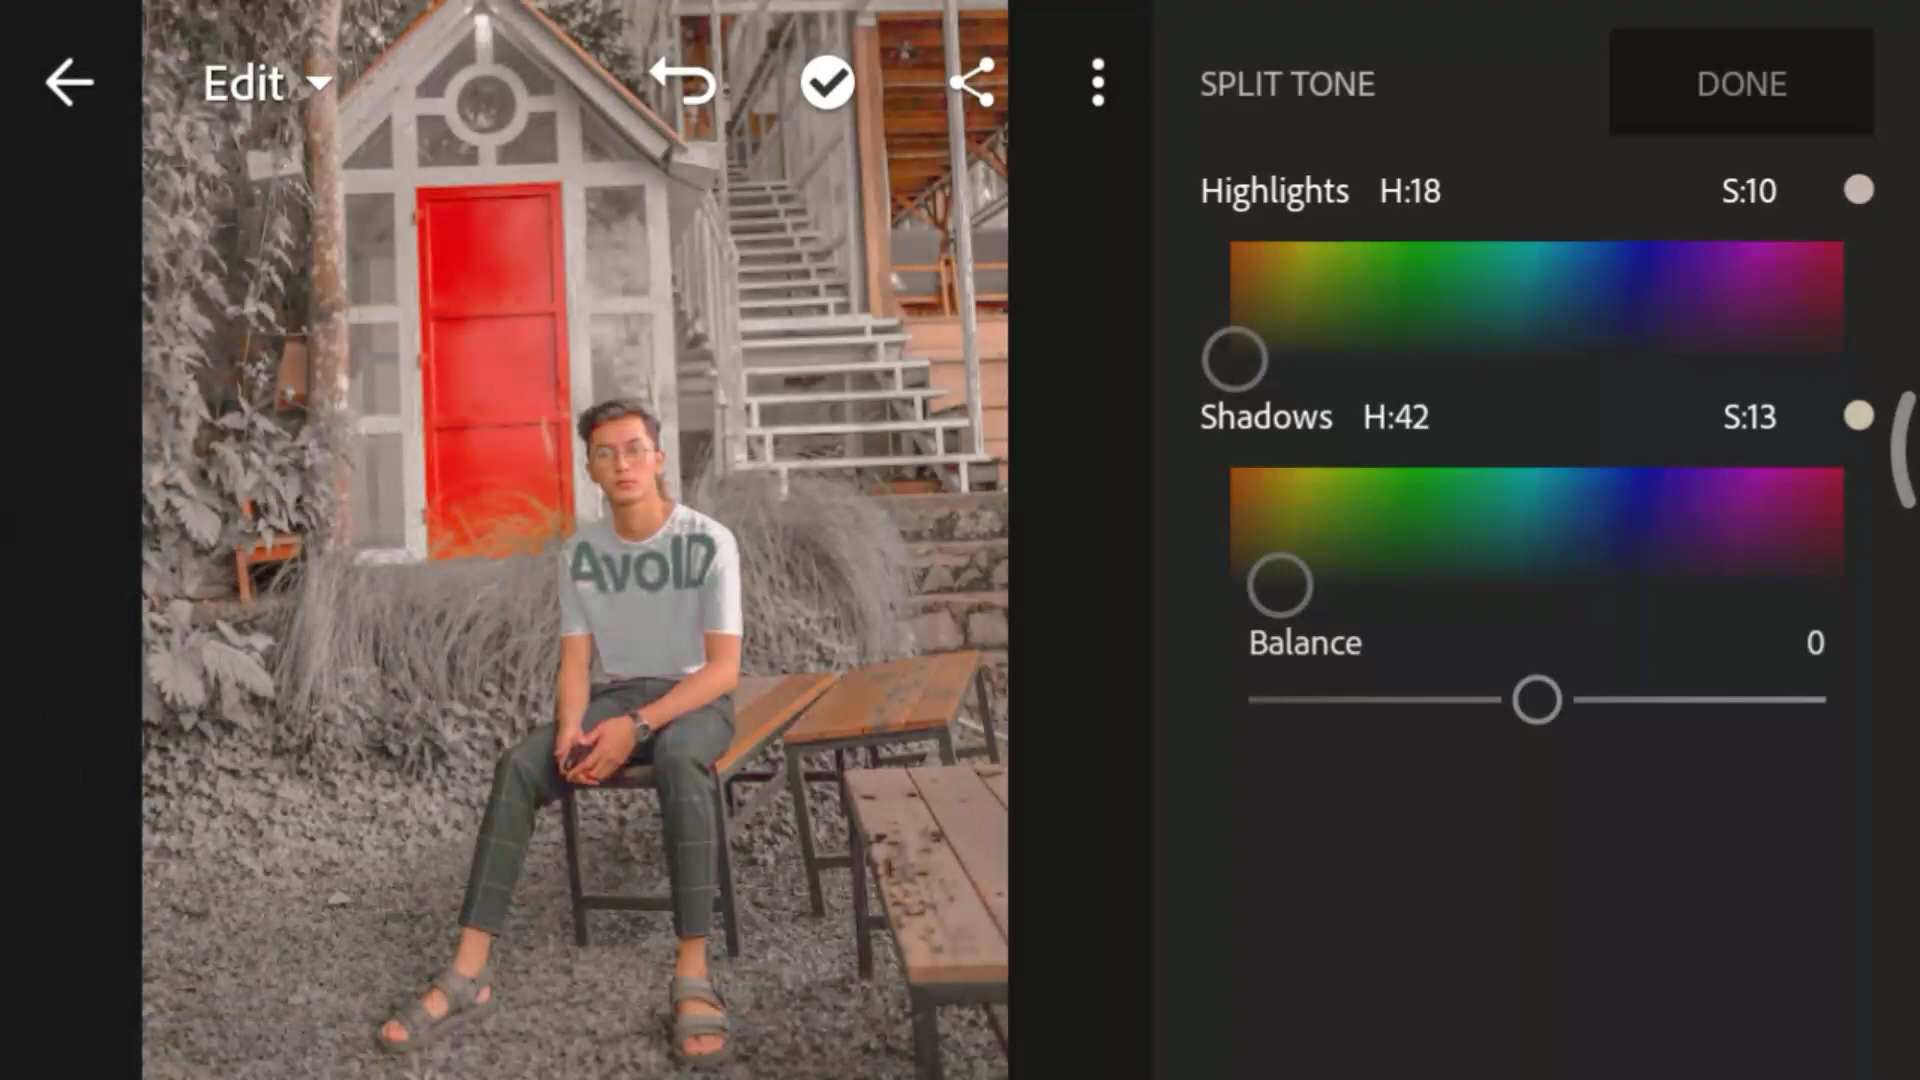 Edit
SPLIT TONE
DONE
Highlights H:18 S:10
Shadows H:42 S:13
Balance 0
AvoID